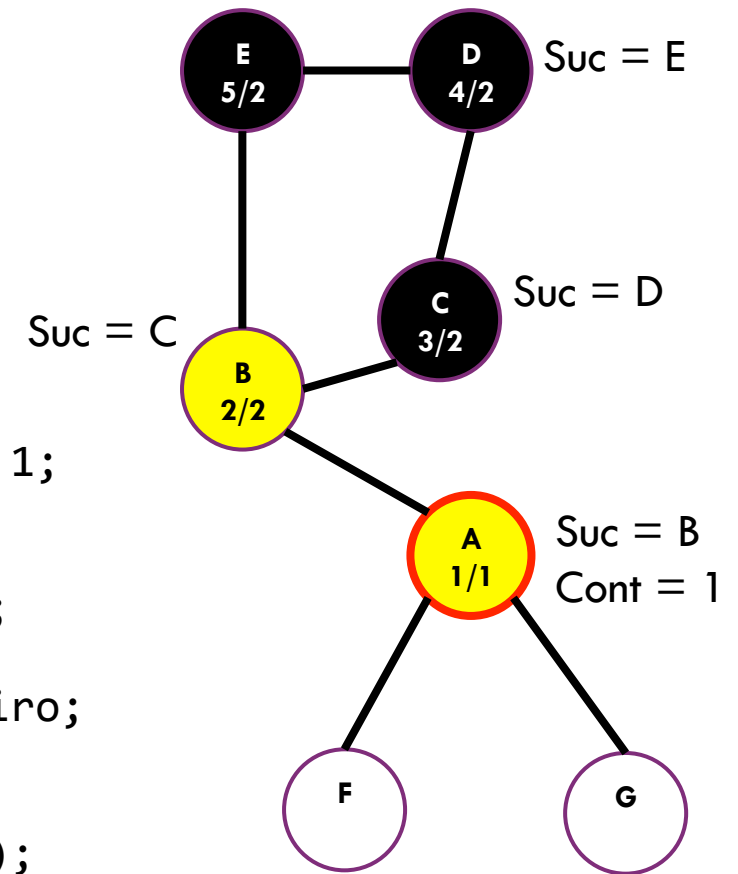 E
5/2
D
4/2
Suc = E
C
3/2
Suc = D
Suc = C
B
2/2
1;
A
1/1
Suc = B
Cont = 1
;
iro;
F
G
);